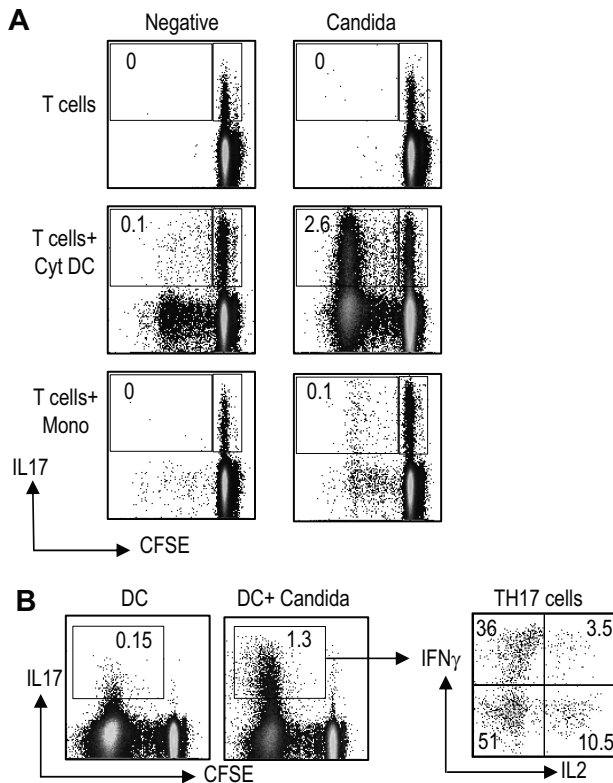 A
Negative Candida
T cells
0 0
T cells+
Cyt DC
0.1 2.6
T cells+
Mono
0 0.1
IL17
CFSE
B
DC DC+ Candida TH17 cells
IL17
0.15 1.3
CFSE
IFNγ
36 3.5
51 10.5
IL2